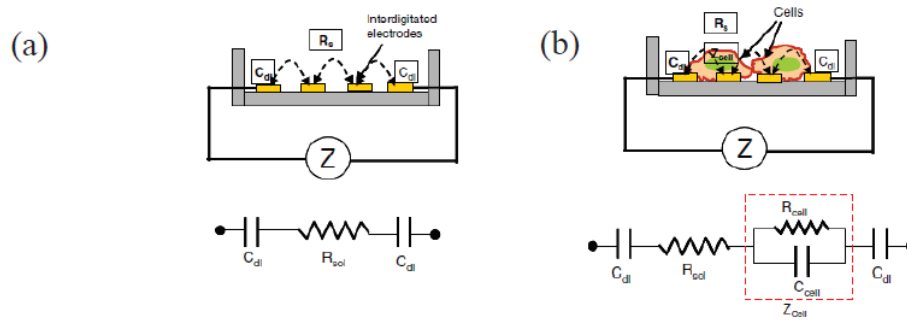 (a)
Interdigitated
electrodes
Rs
Cdl
Cdl
Z
Cdl
Rsol
Cdl
(b)
Cells
Rs
Zcell
Cdl
Cdl
Z
Rcell
Cdl
Rsol
Ccell
Cdl
ZCell